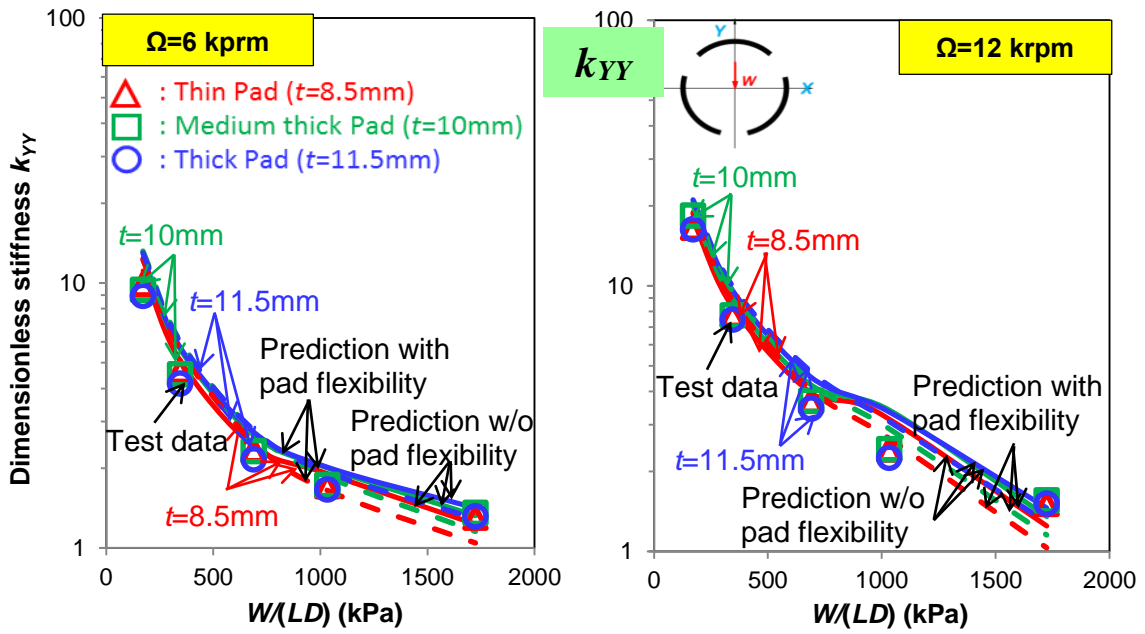 Ω=6 kprm
: Thin Pad (t=8.5mm)
: Medium thick Pad (t=10mm)
: Thick Pad (t=11.5mm)
Dimensionless stiffness kYY
100
10
1
t=10mm
t=11.5mm
Prediction with
pad flexibility
Prediction w/o
pad flexibility
Test data
t=8.5mm
0
500
1000
1500
2000
W/(LD) (kPa)
kYY
Y
W
X
Ω=12 krpm
100
10
1
t=10mm
t=8.5mm
Test data
Prediction with
pad flexibility
t=11.5mm
Prediction w/o
pad flexibility
0
500
1000
1500
2000
W/(LD) (kPa)